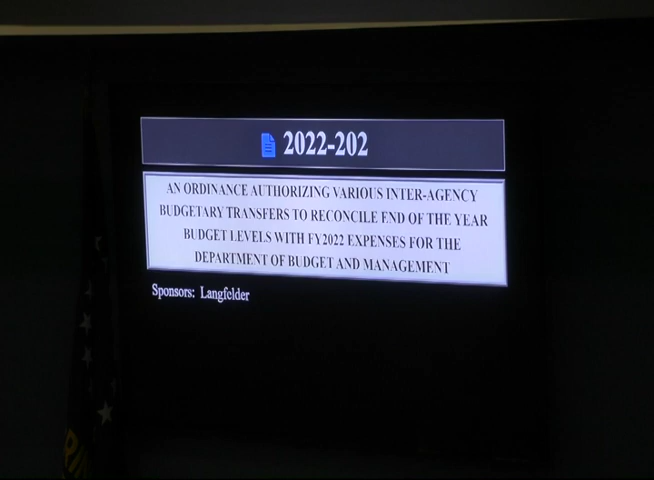 2022-202
AN ORDINANCE AUTHORIZING VARIOUS INTER-AGENCY
BUDGETARY TRANSFERS TO RECONCILE END OF THE YEAR
BUDGET LEVELS WITH FY2022 EXPENSES FOR THE
DEPARTMENT OF BUDGET AND MANAGEMENT
Sponsors: Langfelder